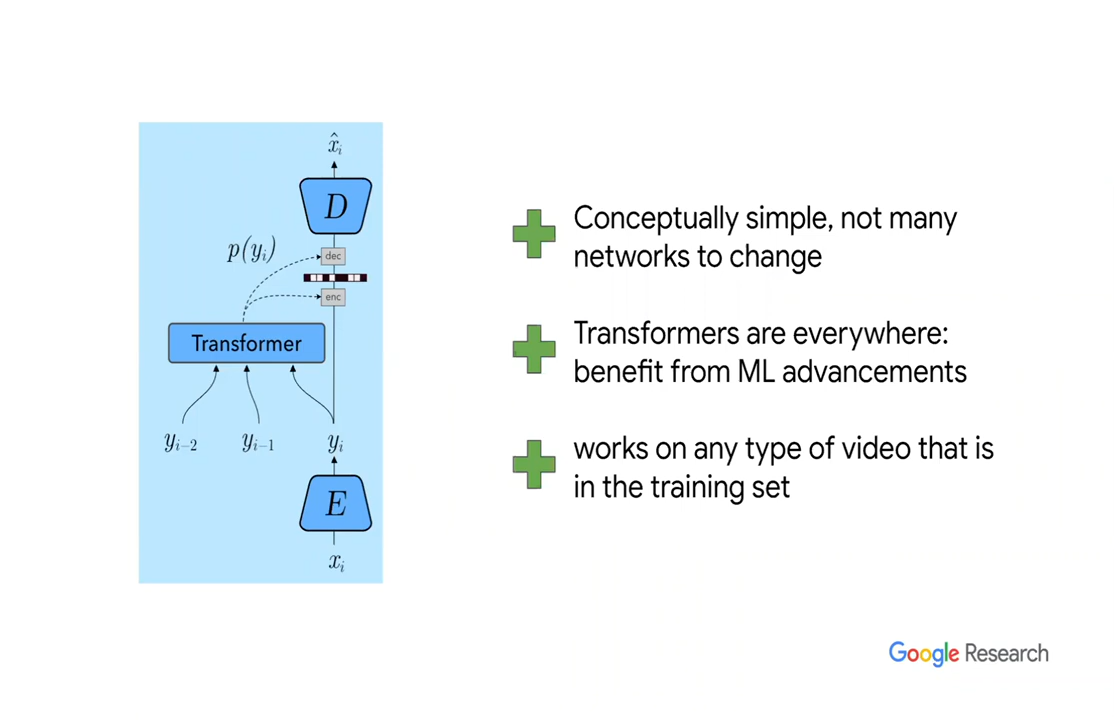 x̂ᵢ
D
p(yᵢ)
dec
enc
Transformer
yᵢ₋₂ yᵢ₋₁ yᵢ
E
xᵢ
Conceptually simple, not many
networks to change
Transformers are everywhere:
benefit from ML advancements
works on any type of video that is
in the training set
Google Research